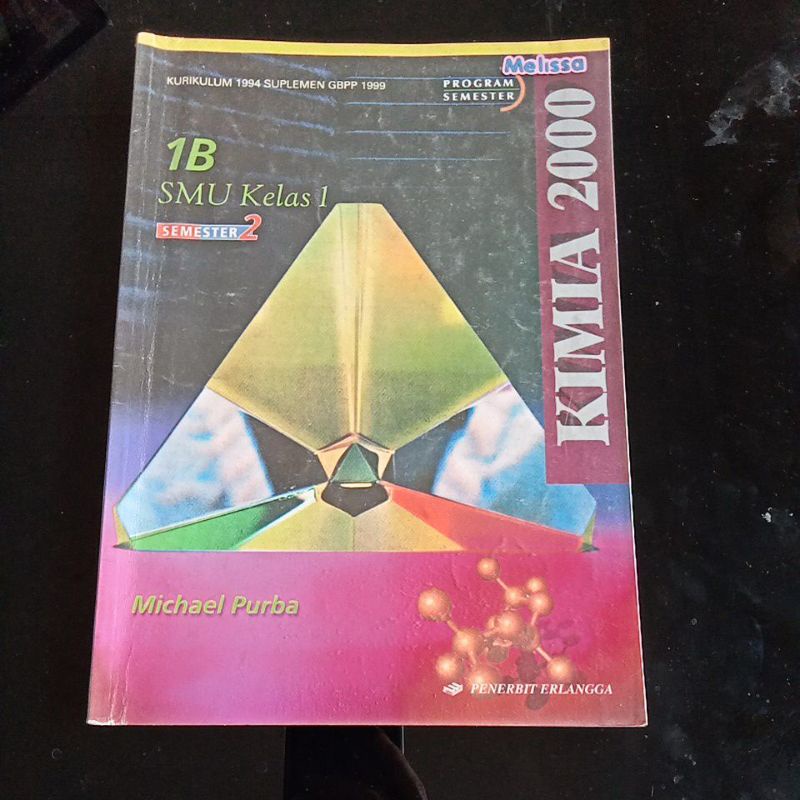 Melissa
KURIKULUM 1994 SUPLEMEN GBPP 1999
PROGRAM
SEMESTER
1B
SMU Kelas 1
SEMESTER 2
KIMIA 2000
Michael Purba
PENERBIT ERLANGGA